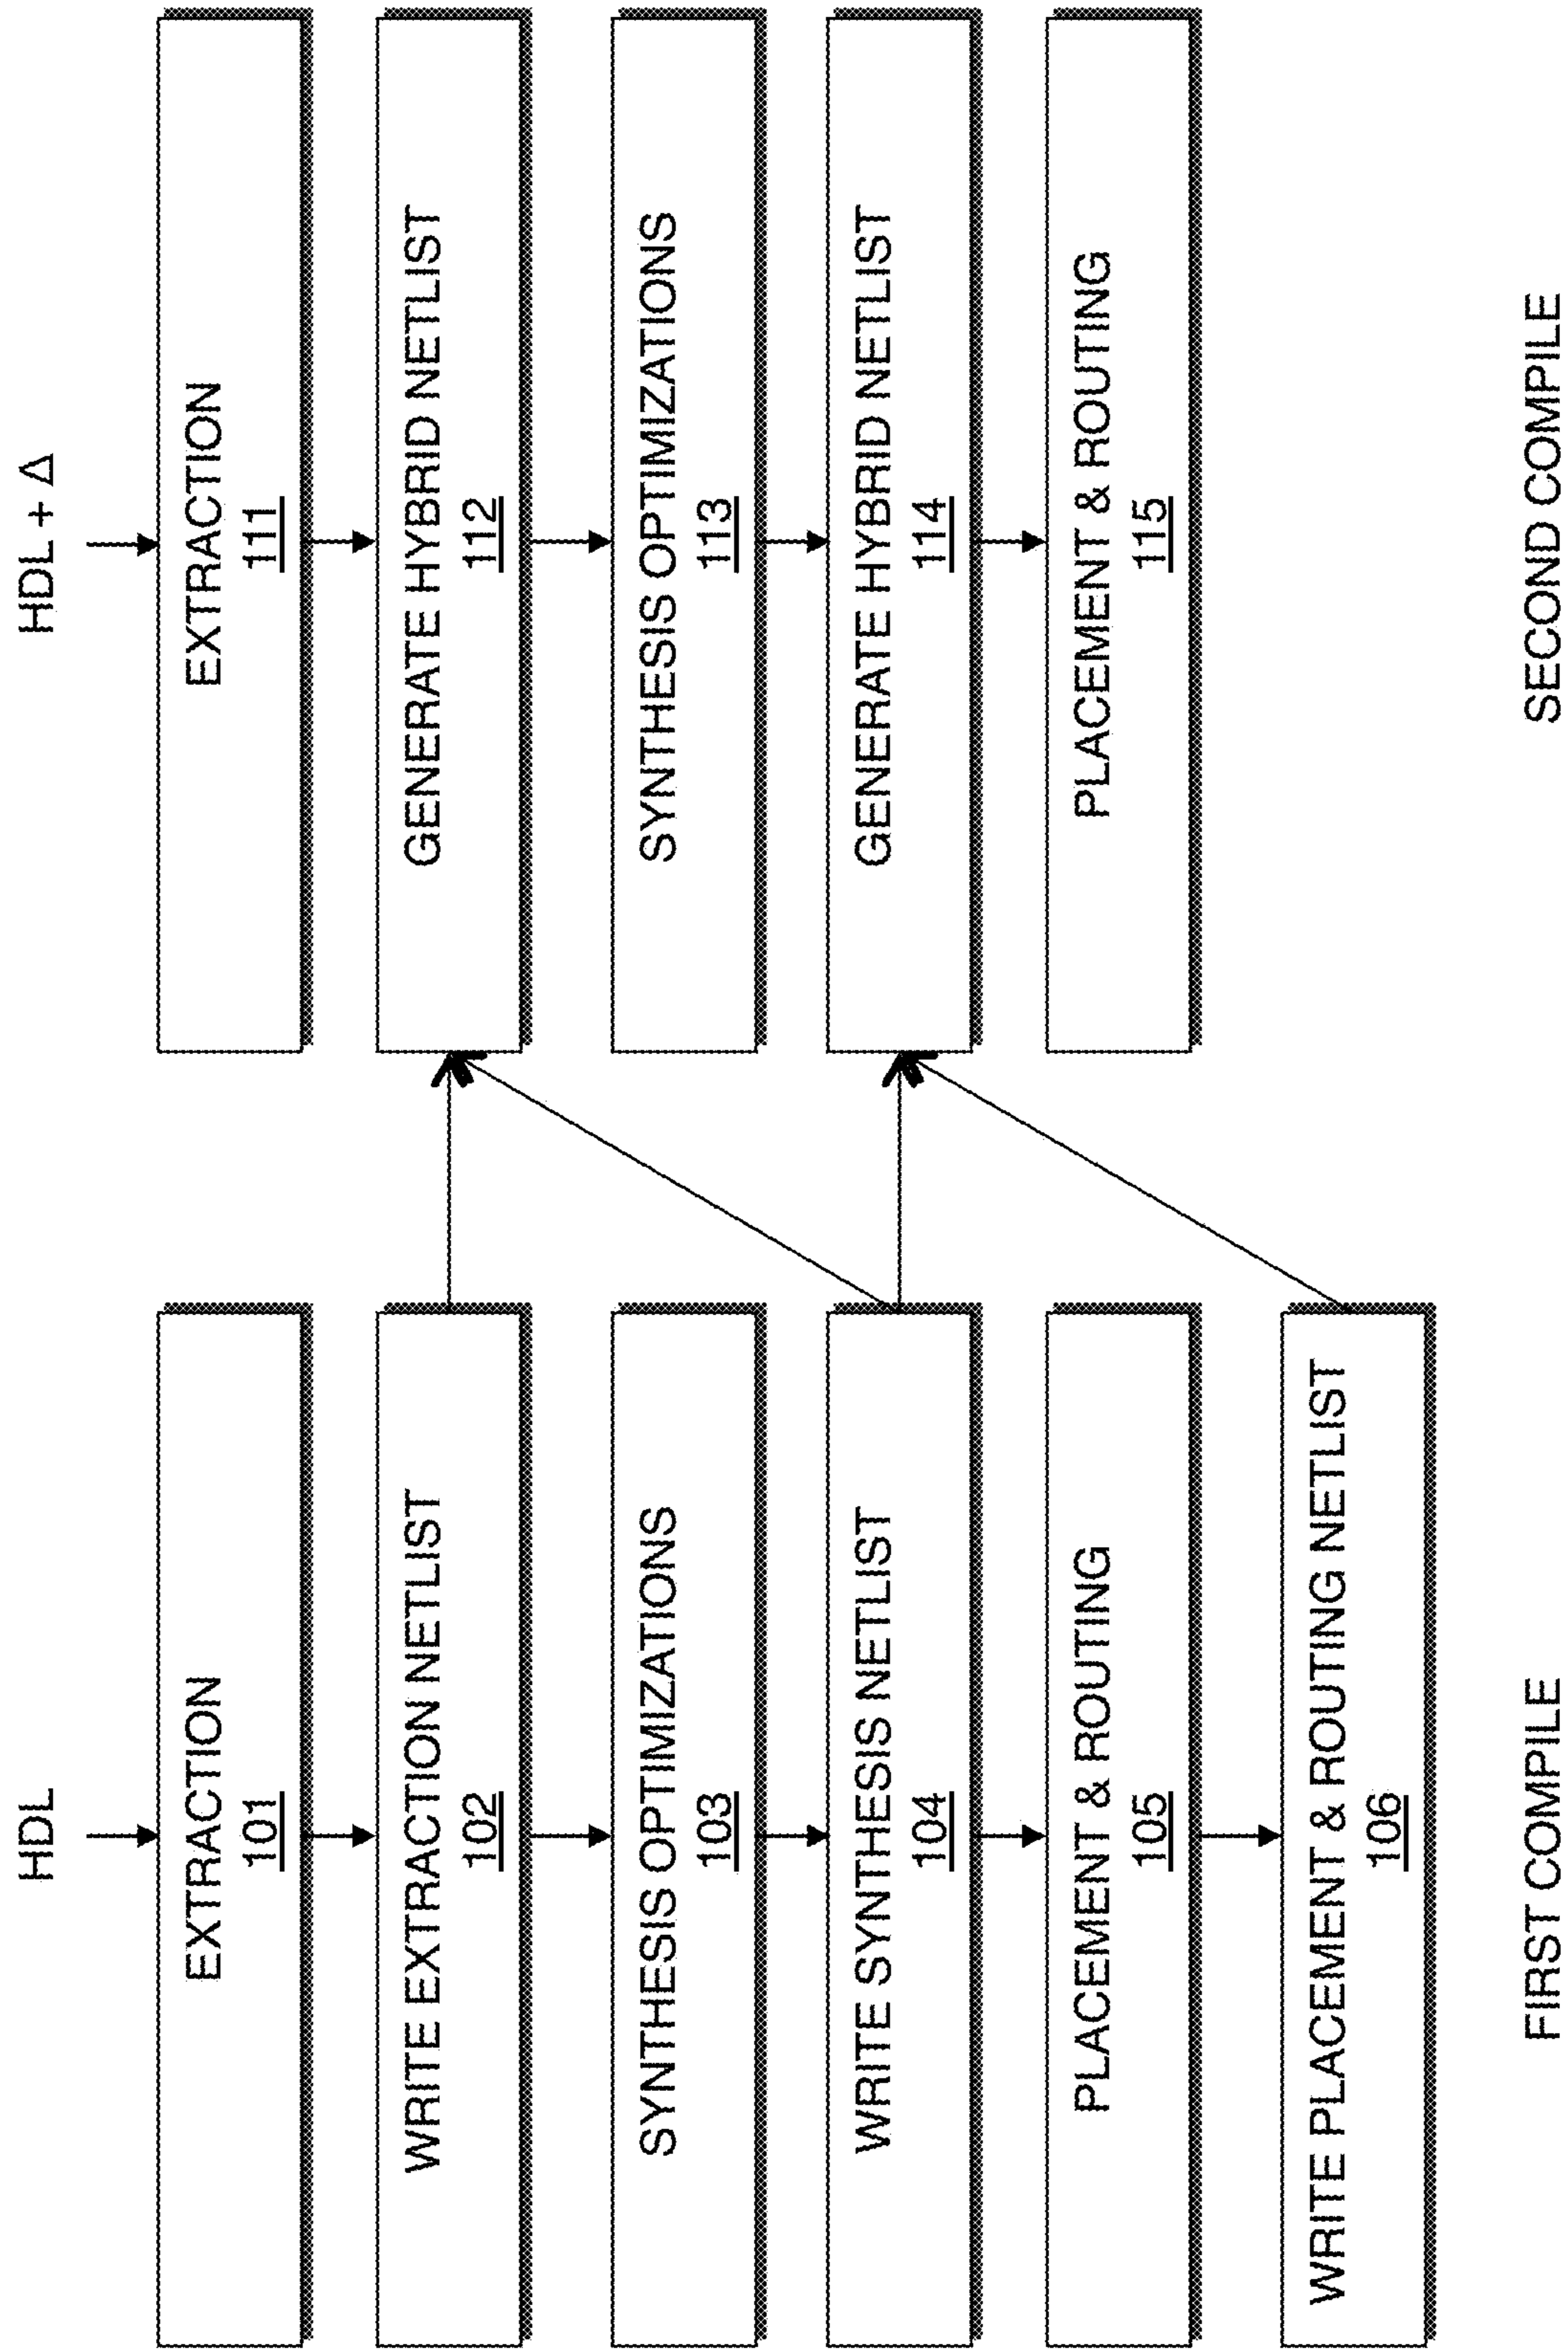 HDL
EXTRACTION
101
WRITE EXTRACTION NETLIST
102
SYNTHESIS OPTIMIZATIONS
103
WRITE SYNTHESIS NETLIST
104
PLACEMENT & ROUTING
105
WRITE PLACEMENT & ROUTING NETLIST
106
FIRST COMPILE
HDL + Δ
EXTRACTION
111
GENERATE HYBRID NETLIST
112
SYNTHESIS OPTIMIZATIONS
113
GENERATE HYBRID NETLIST
114
PLACEMENT & ROUTING
115
SECOND COMPILE